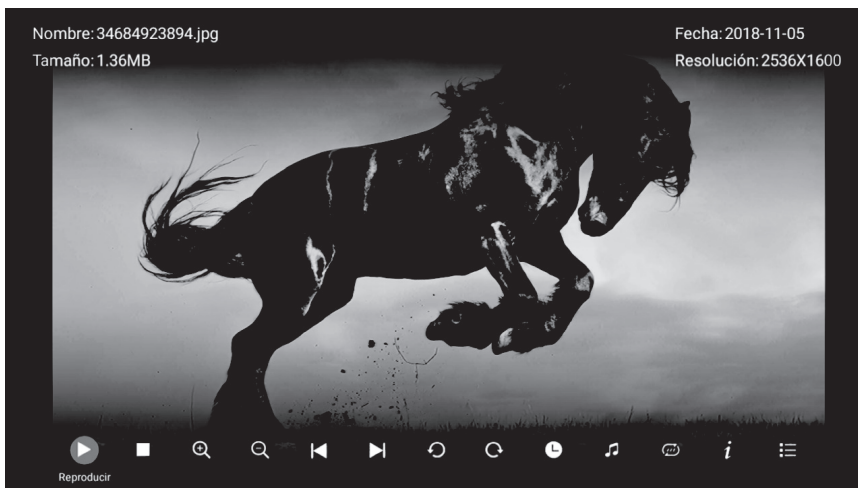 Nombre: 34684923894.jpg
Fecha: 2018-11-05
Tamaño: 1.36MB
Resolución: 2536X1600
Reproducir